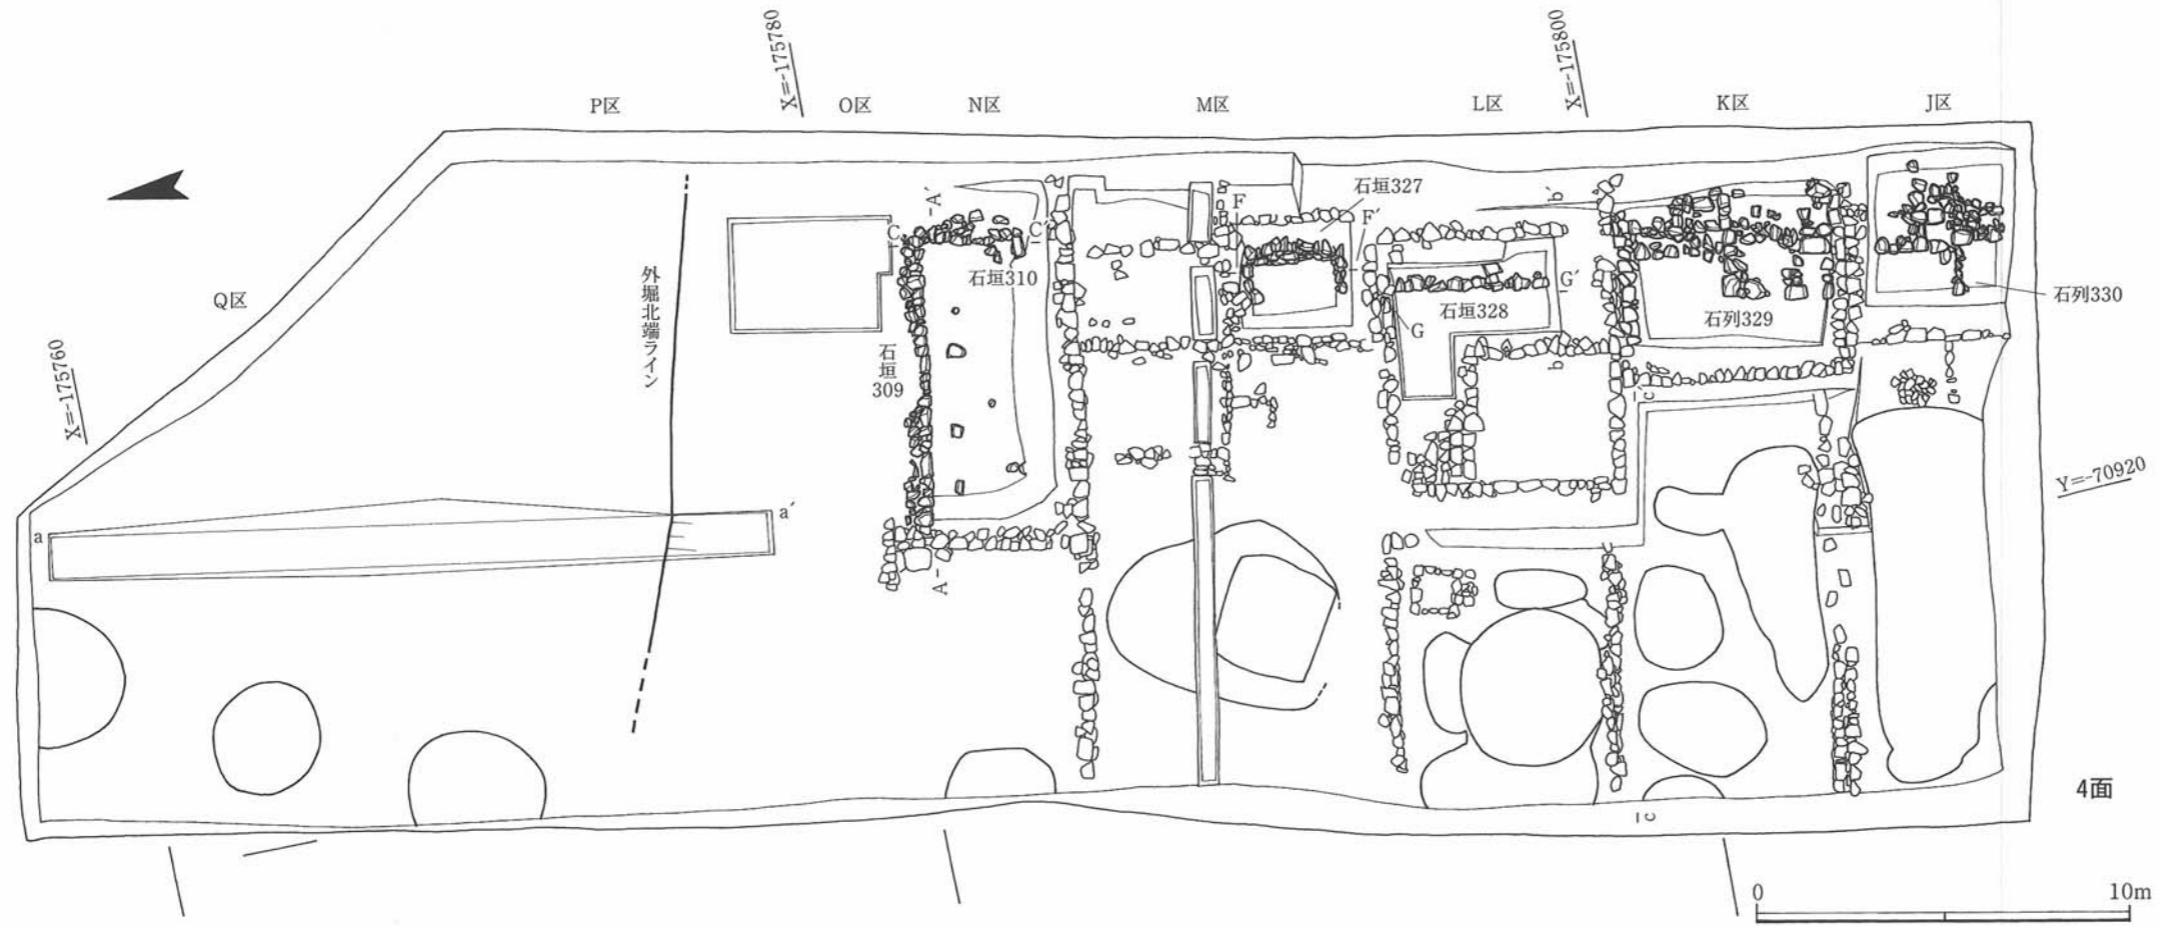 X=-175780
X=-175800
P区
O区
N区
M区
L区
K区
J区
A´
C
C´
F
石垣327
F´
b´
Q区
外堀北端ライン
石垣310
G´
石垣328
G
石列329
石列330
X=-175760
石垣
309
b
c´
Y=-70920
a
a´
A
c
4面
0
10m